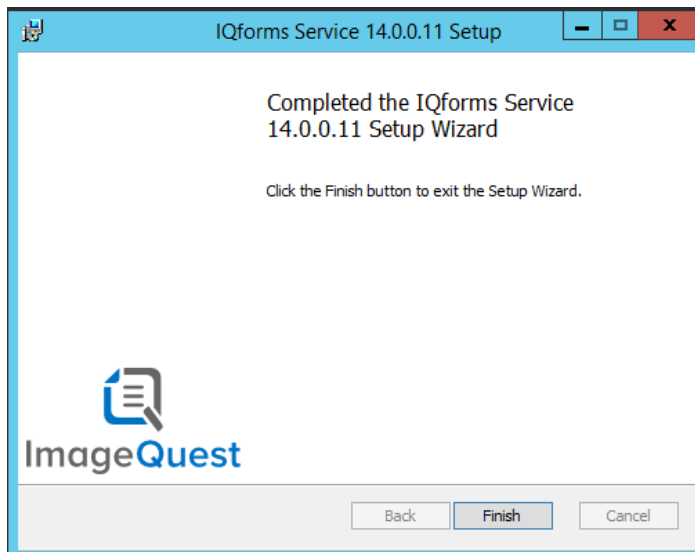 IQforms Service 14.0.0.11 Setup
Completed the IQforms Service
14.0.0.11 Setup Wizard
Click the Finish button to exit the Setup Wizard.
ImageQuest
Back Finish Cancel